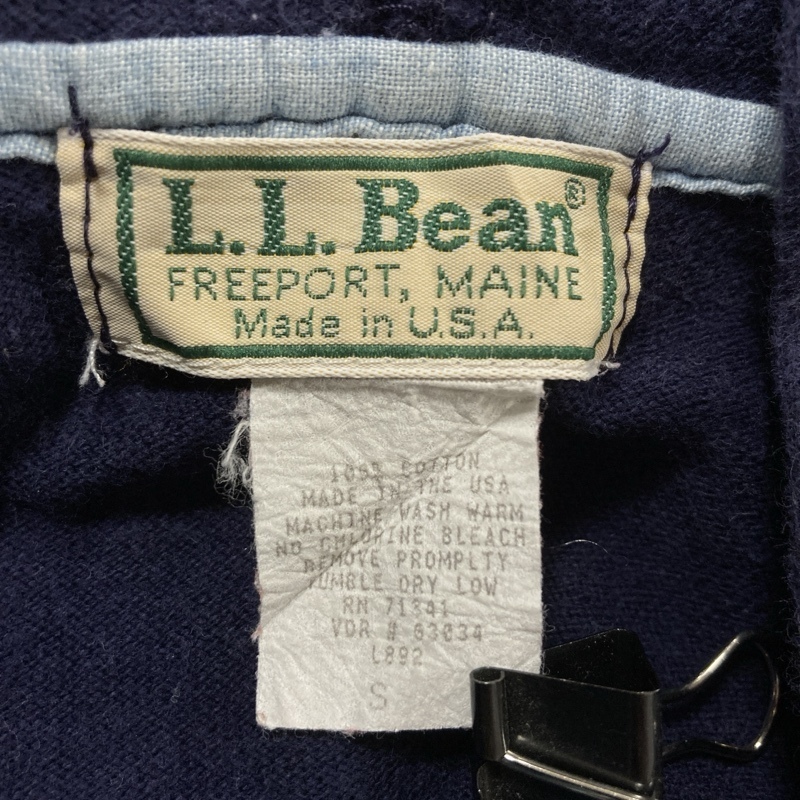 L.L. Bean®
FREEPORT, MAINE
Made in U.S.A.
100% COTTON
MADE IN THE USA
MACHINE WASH WARM
NO CHLORINE BLEACH
REMOVE PROMPLTY
TUMBLE DRY LOW
RN 71341
VDR # 03034
L892
S